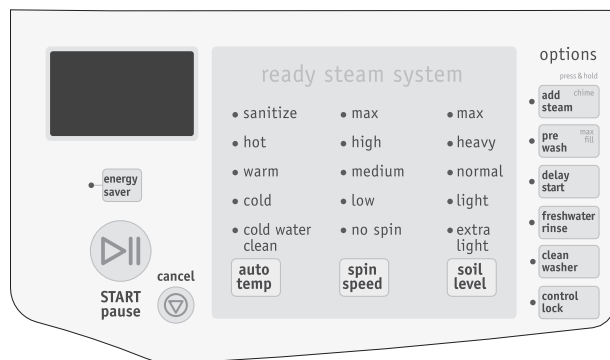 options
press & hold
ready steam system
add steam chime
pre wash max fill
delay start
freshwater rinse
clean washer
control lock
sanitize
hot
warm
cold
cold water
clean
auto
temp
max
high
medium
low
no spin
spin
speed
max
heavy
normal
light
extra
light
soil
level
energy
saver
START
pause
cancel